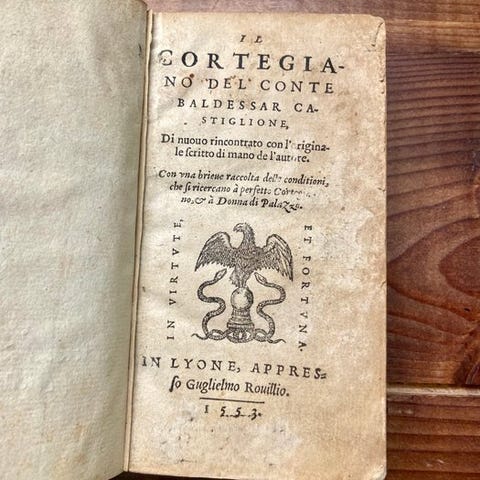 IL
CORTEGIA-
NO DEL CONTE
BALDESSAR CA-
STIGLIONE,
Di nuouo rincontrato con l'origina-
le scritto di mano de l'autore.
Con vna brieue raccolta delle conditioni,
che si ricercano à perfetto
no, & à Donna di Palazzo.
IN VIRTVTE,
ET FORTVNA.
IN LYONE, APPRES-
so Guglielmo Rouillio.
1553.